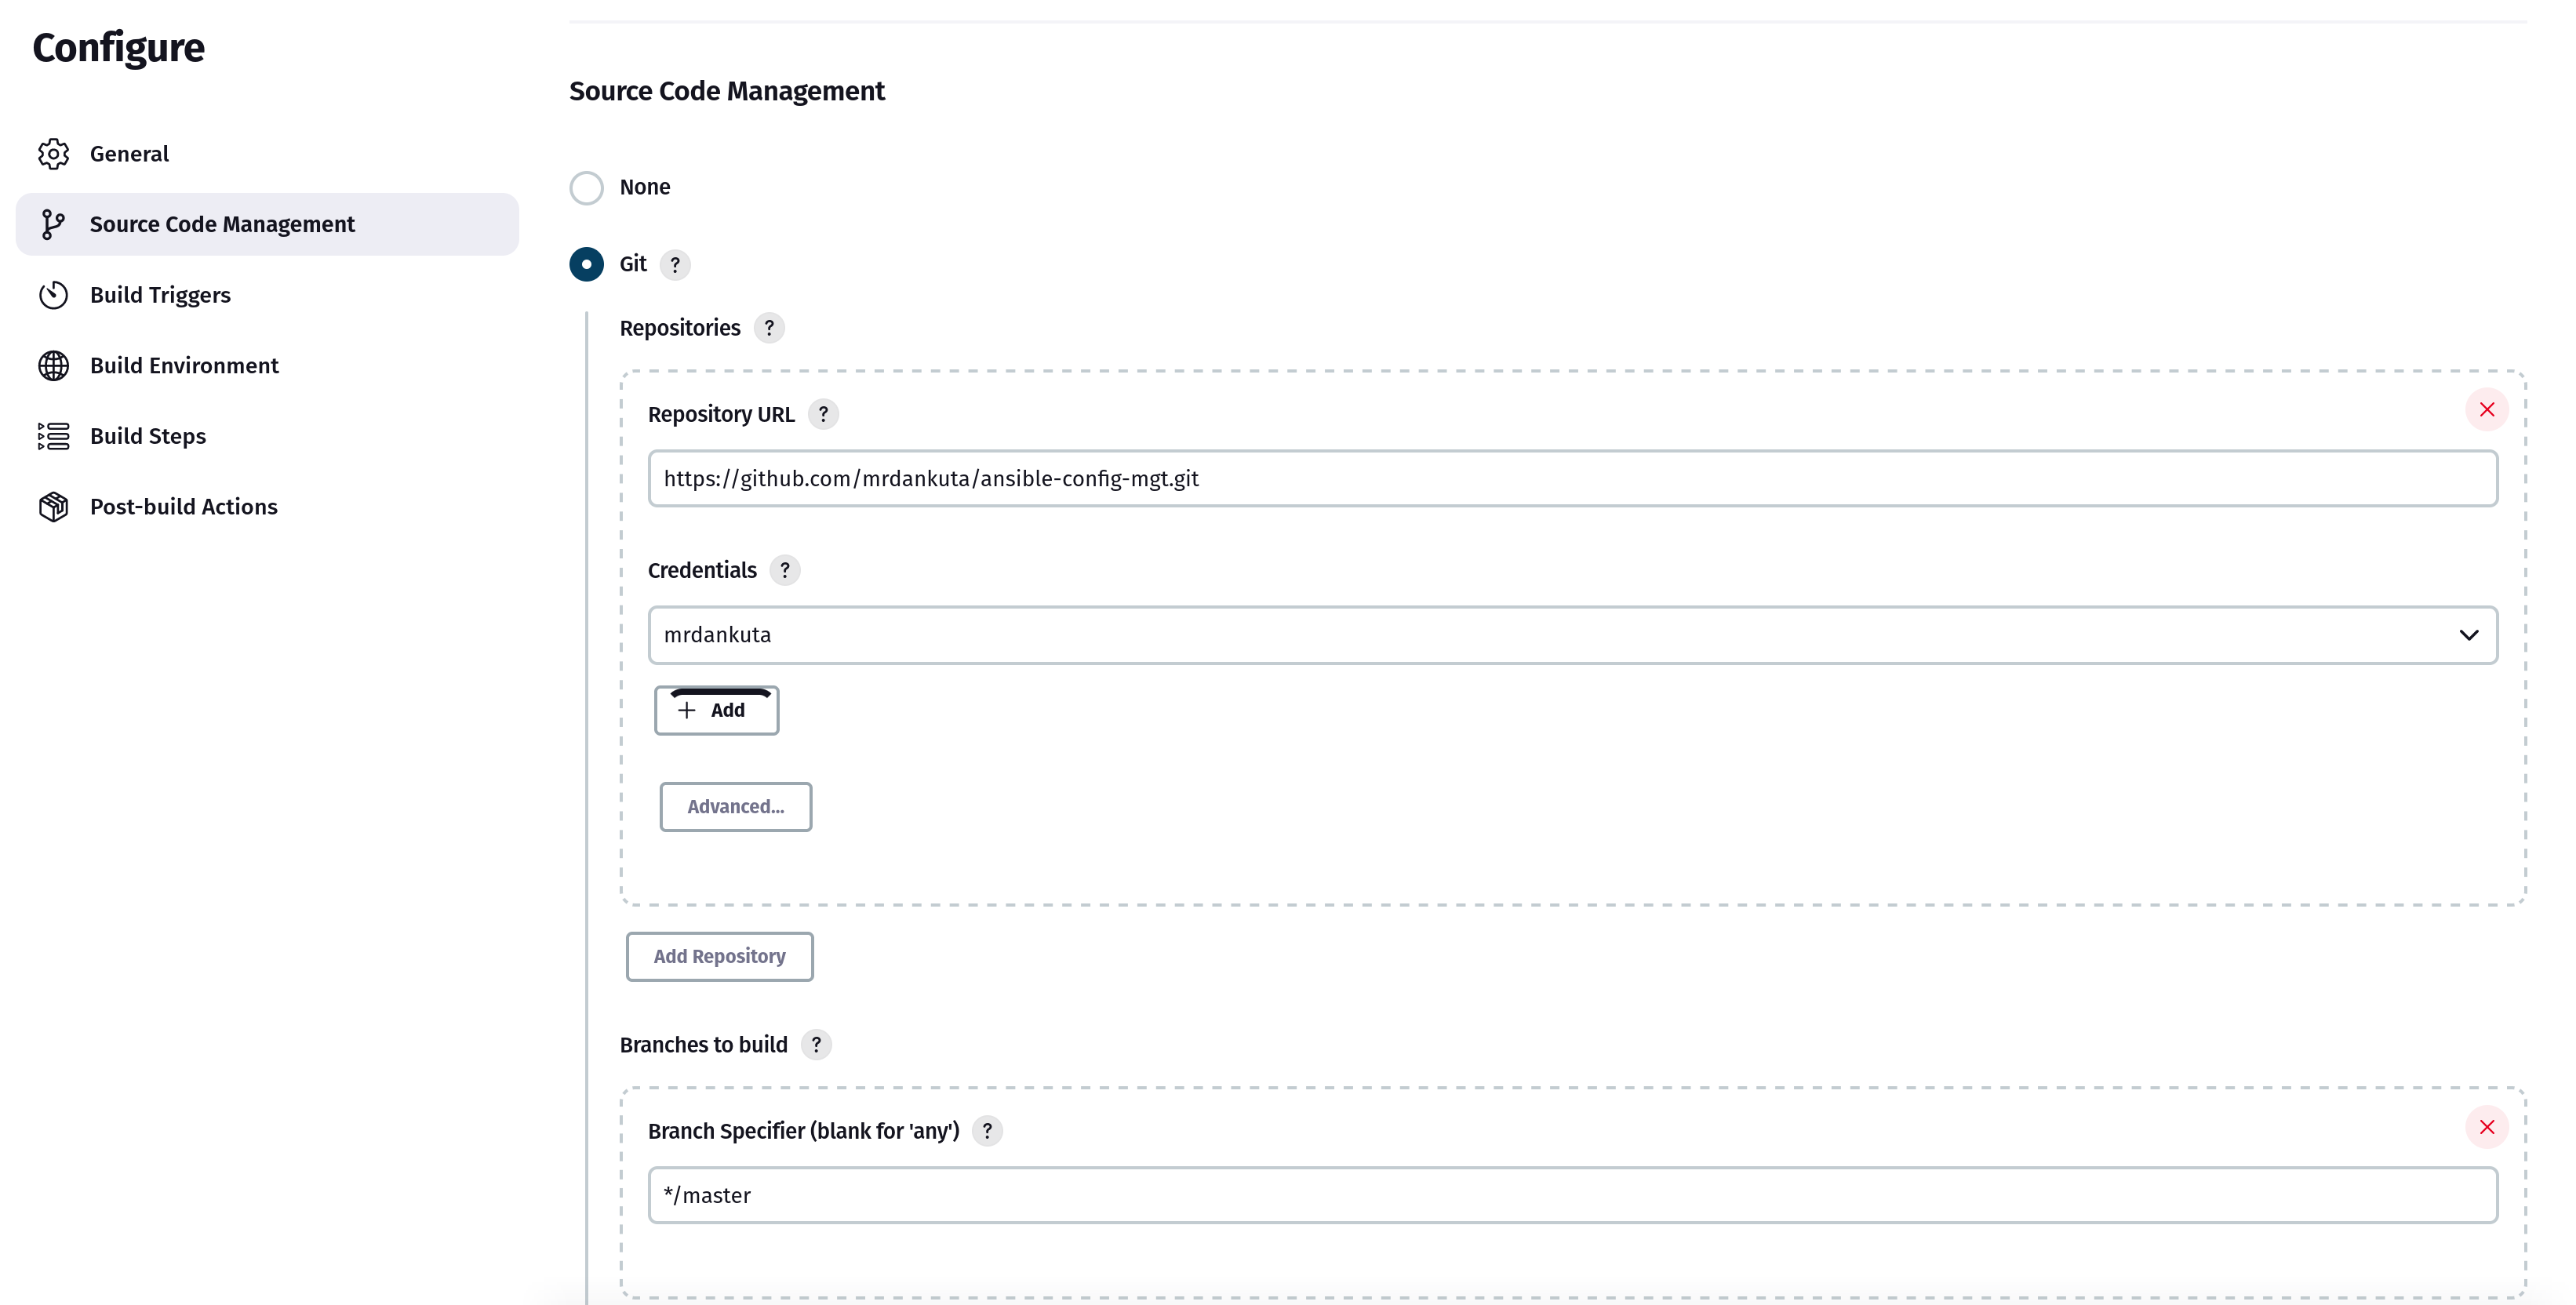 Configure
General
Source Code Management
Build Triggers
Build Environment
Build Steps
Post-build Actions
Source Code Management
None
Git ?
Repositories ?
Repository URL ?
https://github.com/mrdankuta/ansible-config-mgt.git
Credentials ?
mrdankuta
Add
Advanced...
Add Repository
Branches to build ?
Branch Specifier (blank for 'any') ?
*/master